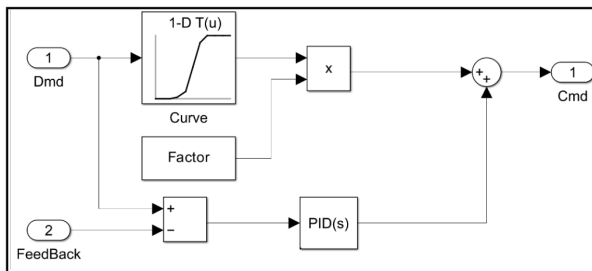 1-D T(u)
1
Dmd
Curve
x
+
+
1
Cmd
Factor
+
−
PID(s)
2
FeedBack